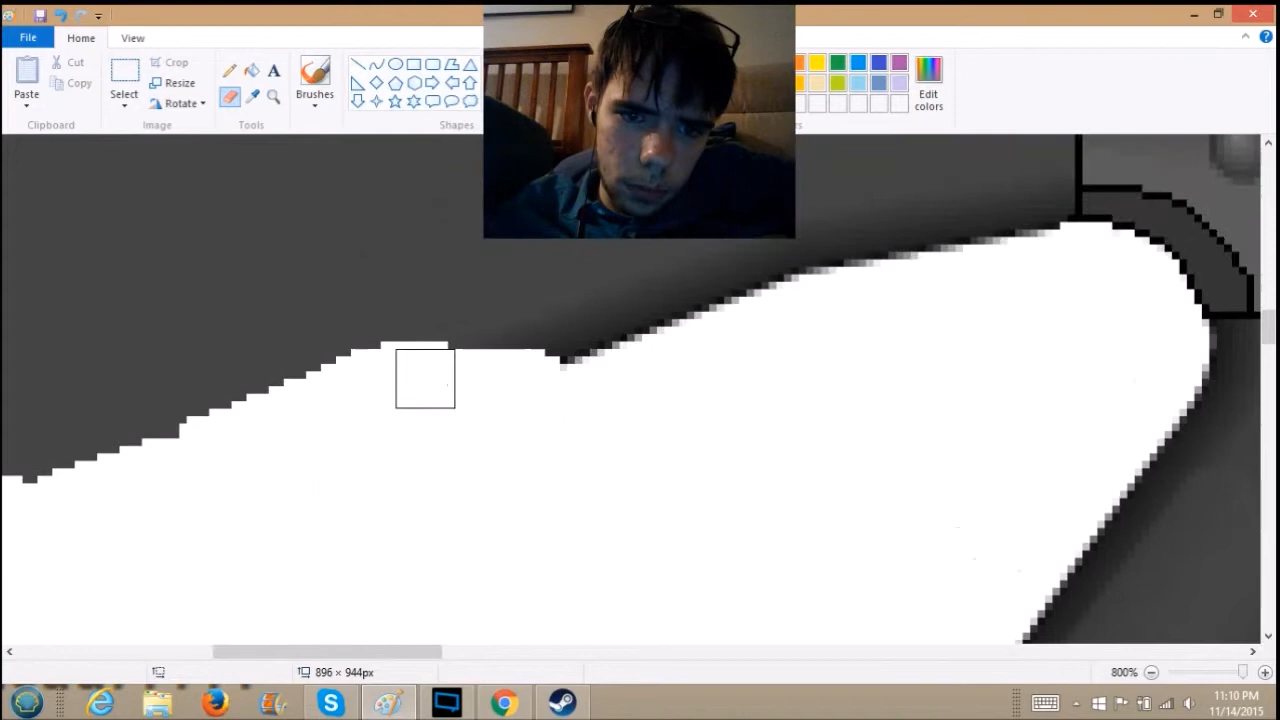 File Home View
Paste
Cut
Copy
Clipboard
Select
Crop
Resize
Rotate
Image
A
Tools
Brushes
Shapes
Edit
colors
896 × 944px
800%
11:10 PM
11/14/2015